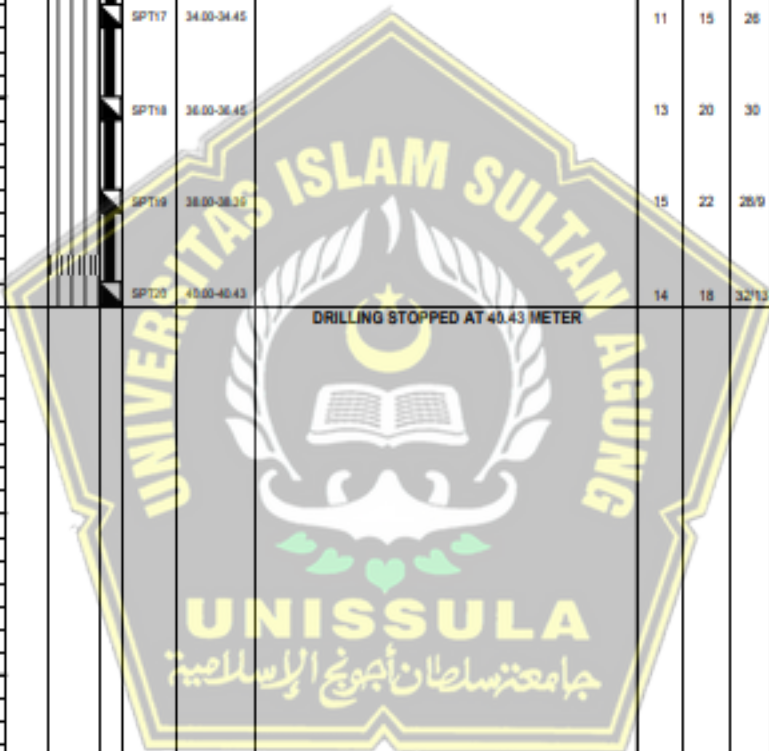 SPT17 34.00-34.45 11 15 26
SPT18 36.00-36.45 13 20 30
SPT19 38.00-38.39 15 22 28/9
SPT20 40.00-40.43 14 18 32/13
DRILLING STOPPED AT 40.43 METER
UNIVERSITAS ISLAM SULTAN AGUNG
UNISSULA
جامعة سلطان أجونج الإسلامية